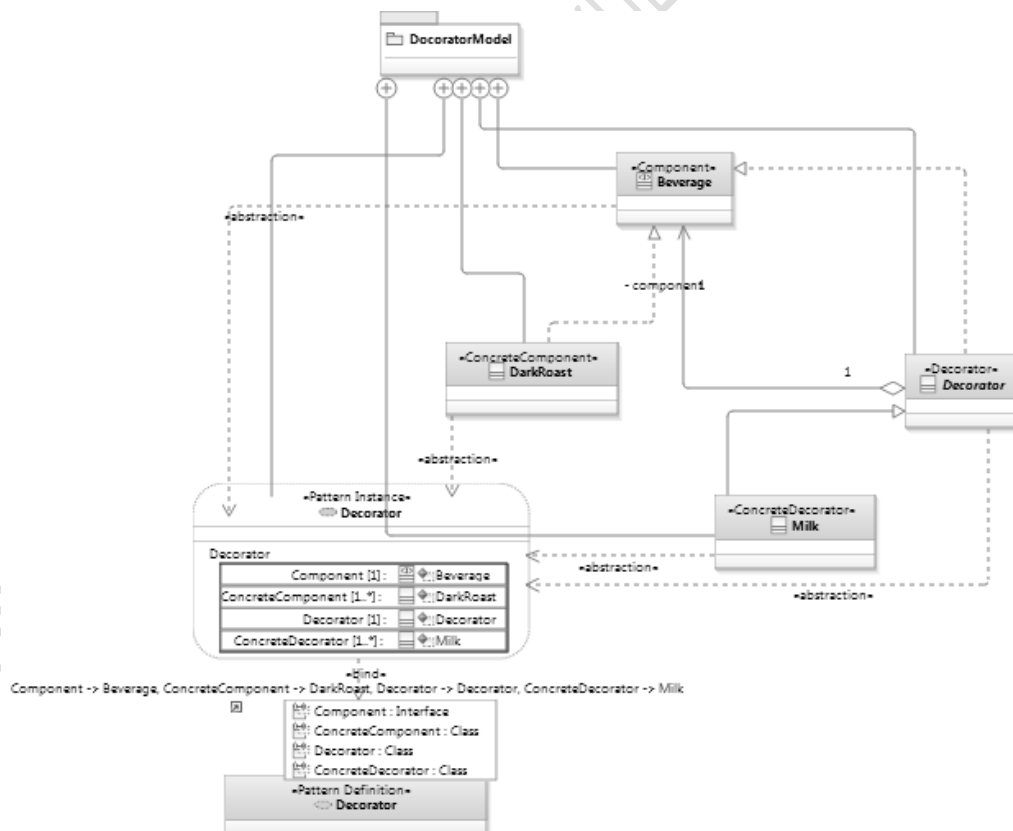 DocoratorModel
«Component»
Beverage
«abstraction»
- component
1
«ConcreteComponent»
DarkRoast
1
«Decorator»
Decorator
«abstraction»
«Pattern Instance»
Decorator
«ConcreteDecorator»
Milk
Decorator
Component [1] : Beverage
ConcreteComponent [1..*] : DarkRoast
Decorator [1] : Decorator
ConcreteDecorator [1..*] : Milk
«abstraction»
«abstraction»
«bind»
Component -> Beverage, ConcreteComponent -> DarkRoast, Decorator -> Decorator, ConcreteDecorator -> Milk
Component : Interface
ConcreteComponent : Class
Decorator : Class
ConcreteDecorator : Class
«Pattern Definition»
Decorator